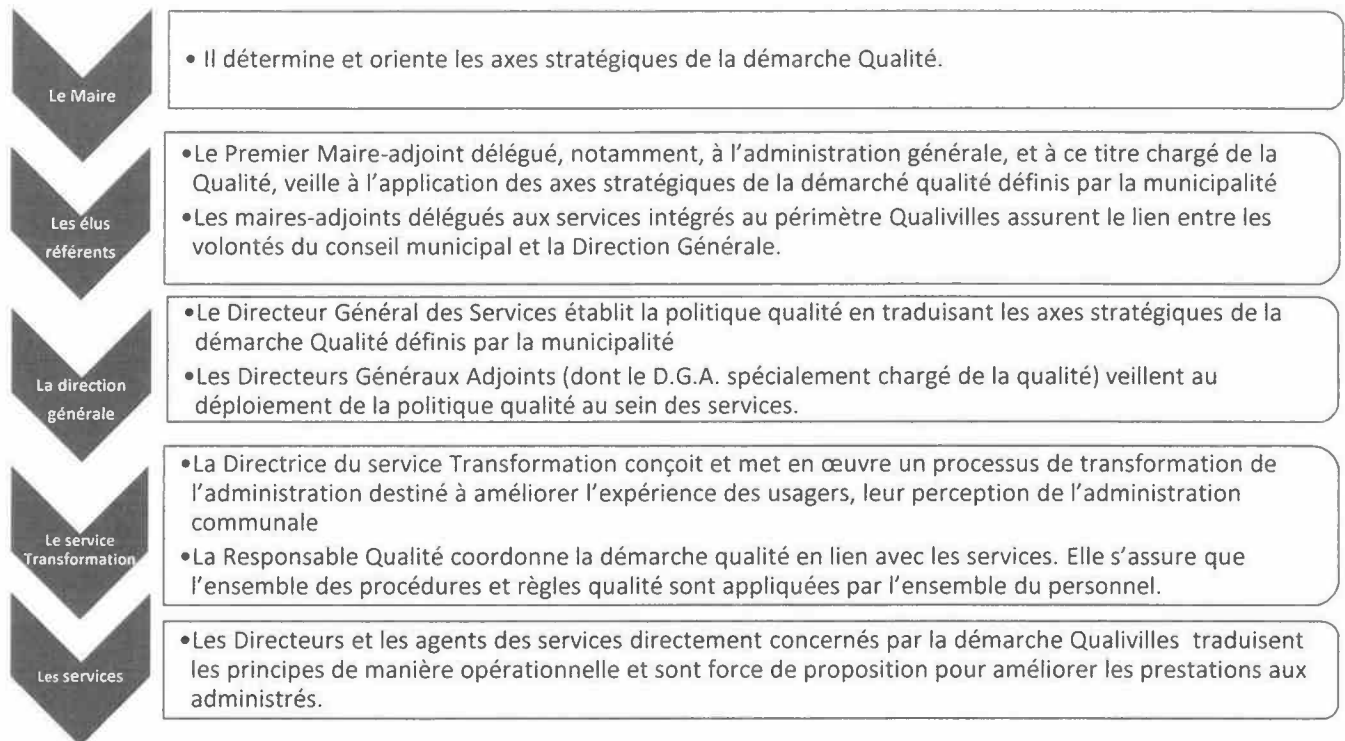 Le Maire
• Il détermine et oriente les axes stratégiques de la démarche Qualité.
Les élus
référents
•Le Premier Maire-adjoint délégué, notamment, à l'administration générale, et à ce titre chargé de la
Qualité, veille à l'application des axes stratégiques de la démarché qualité définis par la municipalité
•Les maires-adjoints délégués aux services intégrés au périmètre Qualivilles assurent le lien entre les
volontés du conseil municipal et la Direction Générale.
La direction
générale
•Le Directeur Général des Services établit la politique qualité en traduisant les axes stratégiques de la
démarche Qualité définis par la municipalité
•Les Directeurs Généraux Adjoints (dont le D.G.A. spécialement chargé de la qualité) veillent au
déploiement de la politique qualité au sein des services.
Le service
Transformation
•La Directrice du service Transformation conçoit et met en œuvre un processus de transformation de
l'administration destiné à améliorer l'expérience des usagers, leur perception de l'administration
communale
•La Responsable Qualité coordonne la démarche qualité en lien avec les services. Elle s'assure que
l'ensemble des procédures et règles qualité sont appliquées par l'ensemble du personnel.
Les services
•Les Directeurs et les agents des services directement concernés par la démarche Qualivilles traduisent
les principes de manière opérationnelle et sont force de proposition pour améliorer les prestations aux
administrés.